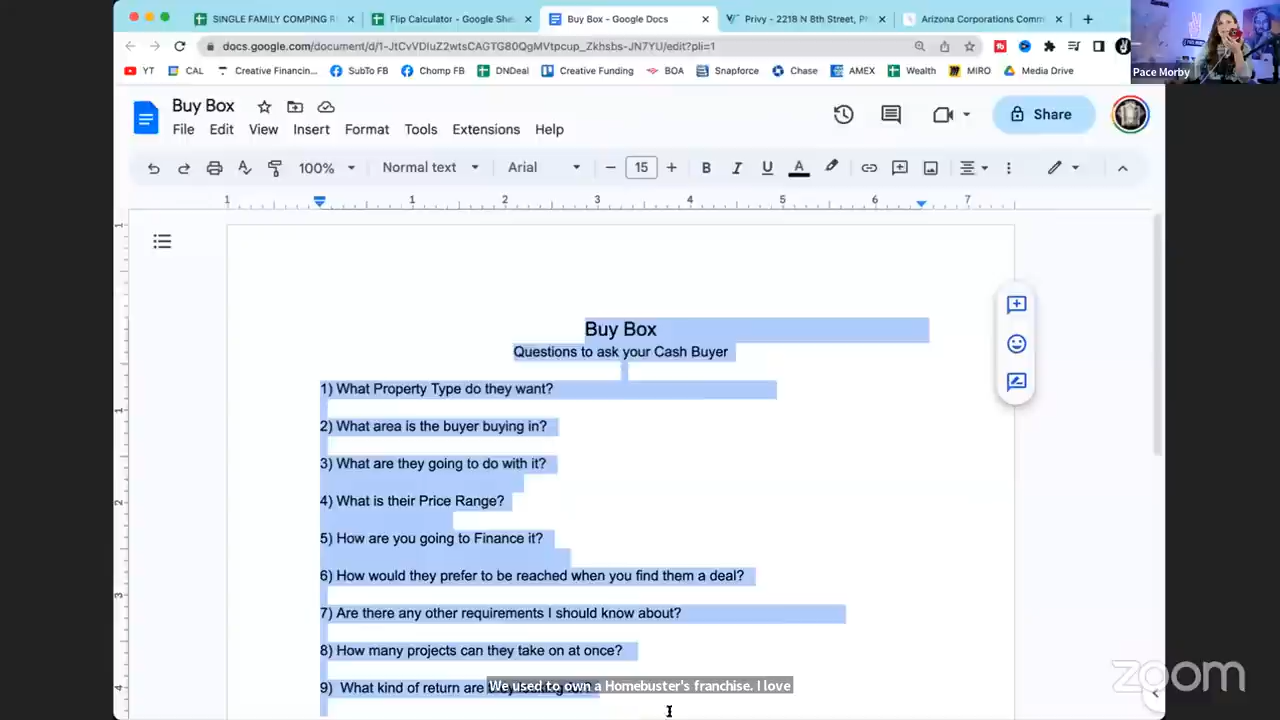 SINGLE FAMILY COMPING R
Flip Calculator - Google She
Buy Box - Google Docs
Privy - 2218 N 8th Street, P
Arizona Corporations Comm
docs.google.com/document/d/1-JtCvVDIuZ2wtsCAGTG80QgMVtpcup_Zkhsbs-JN7YU/edit?pli=1
YT
CAL
Creative Financin...
SubTo FB
Chomp FB
DNDeal
Creative Funding
BOA
Snapforce
Chase
AMEX
Wealth
MIRO
Media Drive
Pace Morby
Buy Box
File Edit View Insert Format Tools Extensions Help
Share
100% Normal text Arial 15
1 1 2 3 4 5 6 7
Buy Box
Questions to ask your Cash Buyer
1) What Property Type do they want?
2) What area is the buyer buying in?
3) What are they going to do with it?
4) What is their Price Range?
5) How are you going to Finance it?
6) How would they prefer to be reached when you find them a deal?
7) Are there any other requirements I should know about?
8) How many projects can they take on at once?
9) What kind of return are
We used to own a Homebuster's franchise. I love
zoom